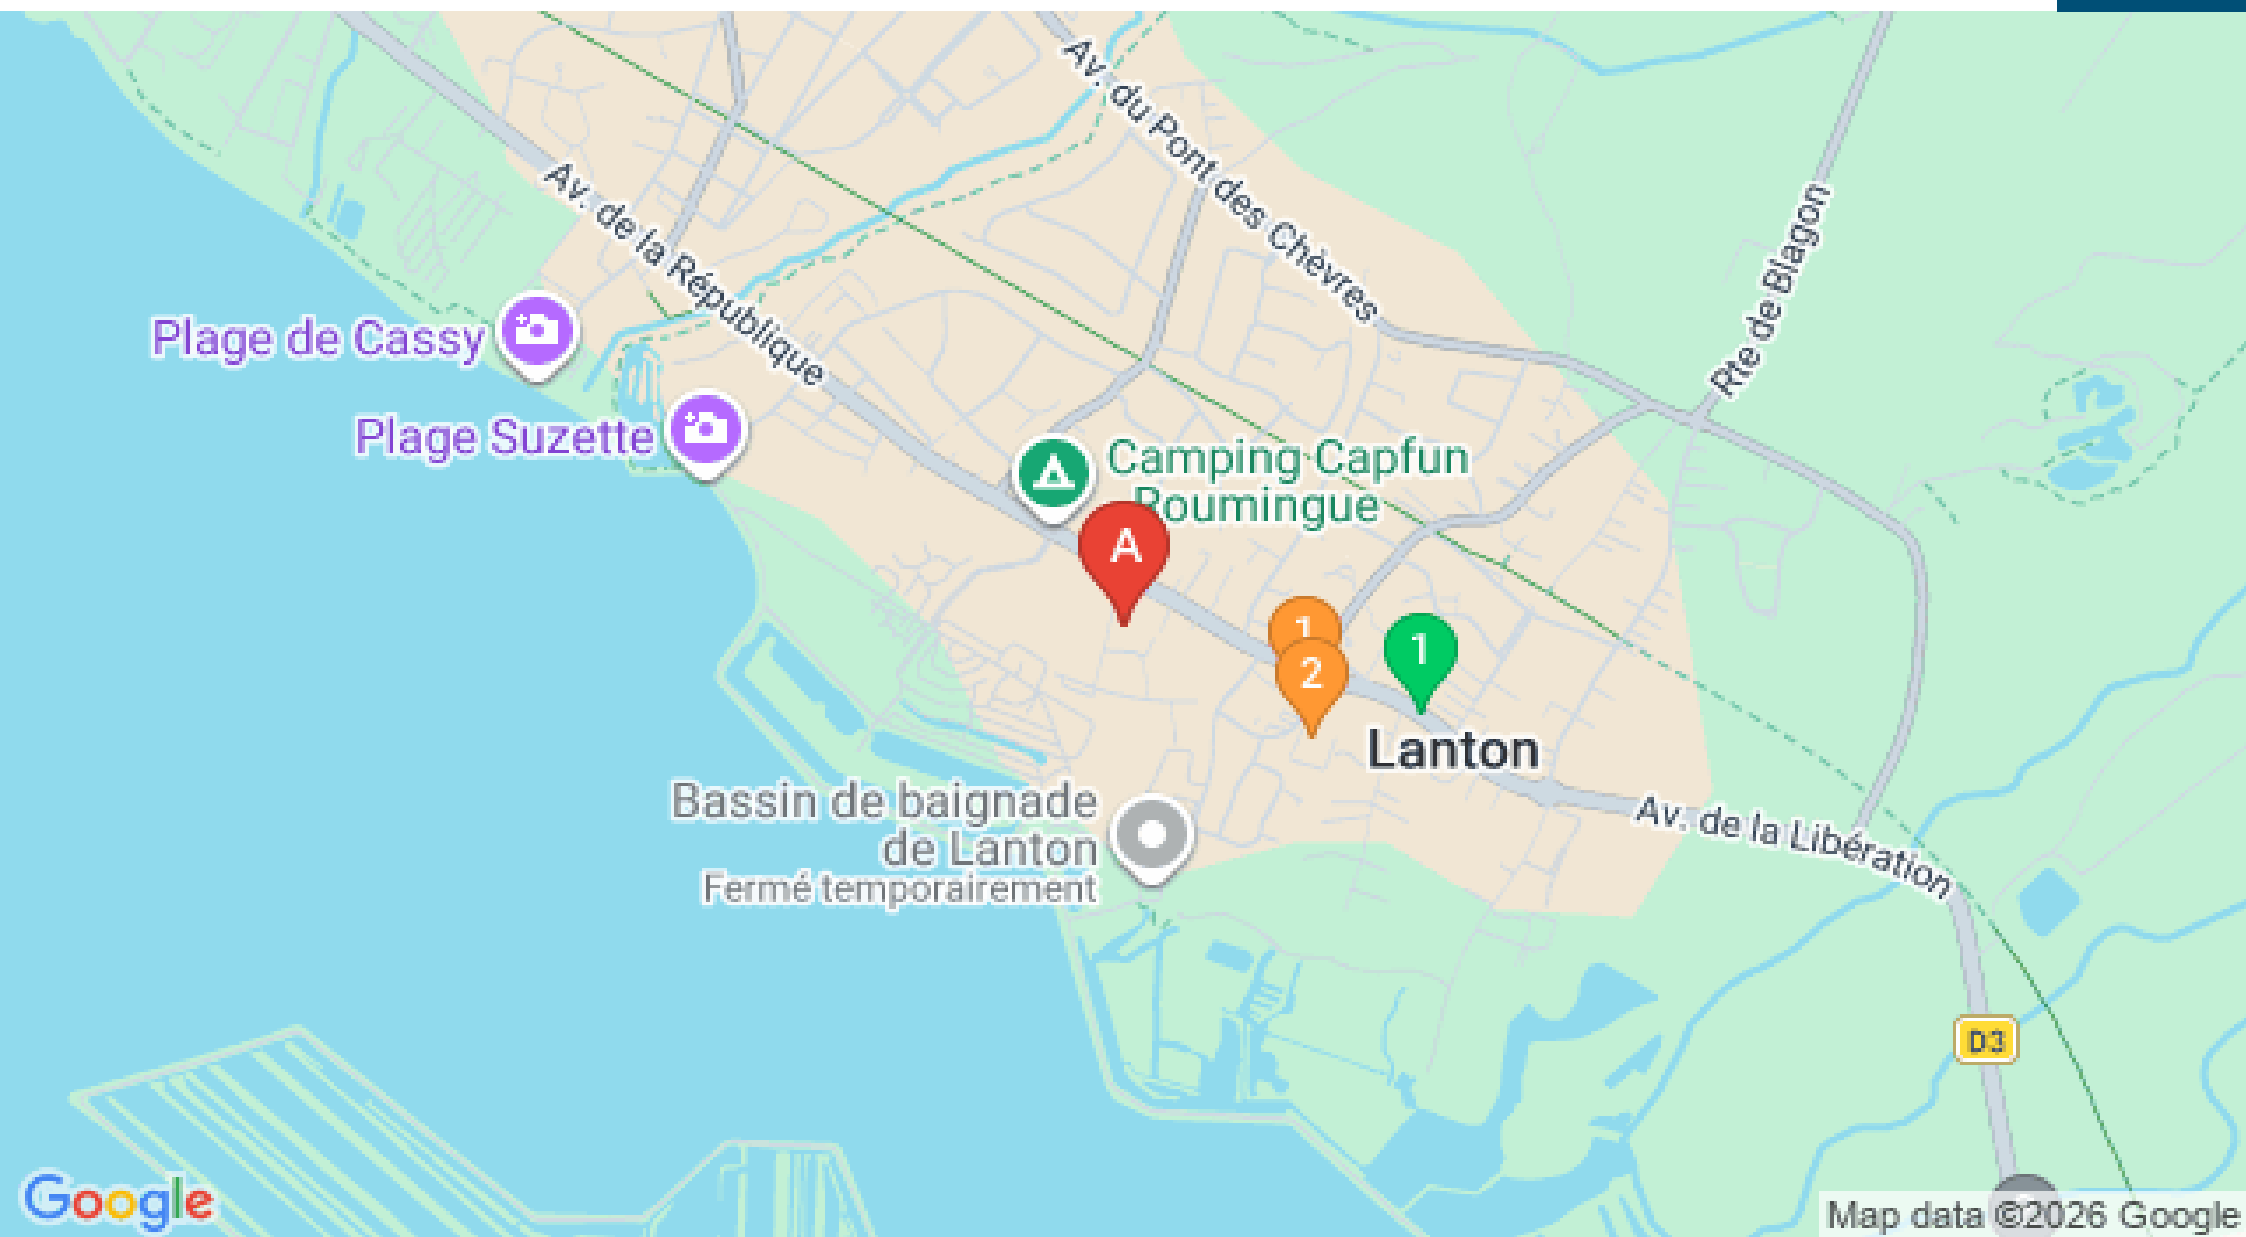 Av. du Pont des Chèvres
Av. de la République
Rte de Blagon
Plage de Cassy
Plage Suzette
Camping Capfun
Roumingue
A
1
2
1
Lanton
Bassin de baignade
de Lanton
Fermé temporairement
Av. de la Libération
D3
Google
Map data ©2026 Google